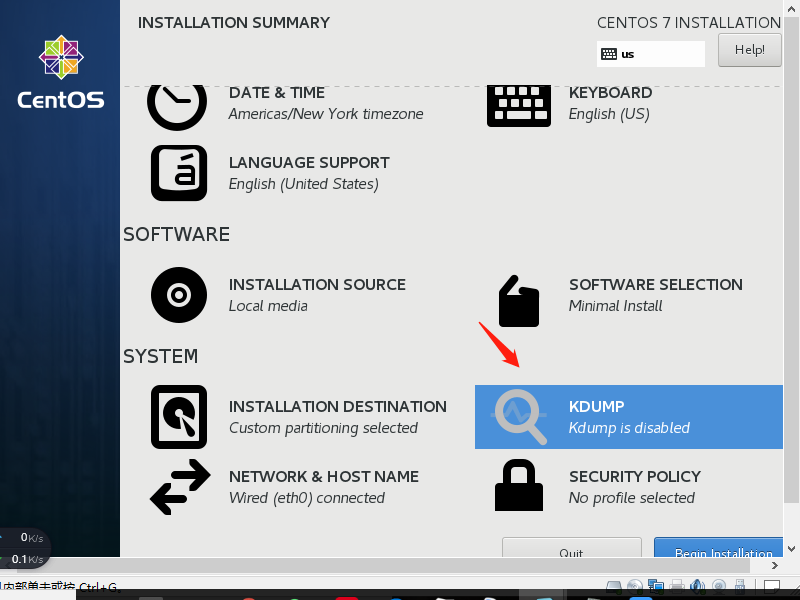 INSTALLATION SUMMARY
CENTOS 7 INSTALLATION
us
Help!
CentOS
DATE & TIME
Americas/New York timezone
KEYBOARD
English (US)
LANGUAGE SUPPORT
English (United States)
SOFTWARE
INSTALLATION SOURCE
Local media
SOFTWARE SELECTION
Minimal Install
SYSTEM
INSTALLATION DESTINATION
Custom partitioning selected
KDUMP
Kdump is disabled
NETWORK & HOST NAME
Wired (eth0) connected
SECURITY POLICY
No profile selected
Quit
Begin Installation
0K/s
0.1K/s
内部单击或按 Ctrl+G。